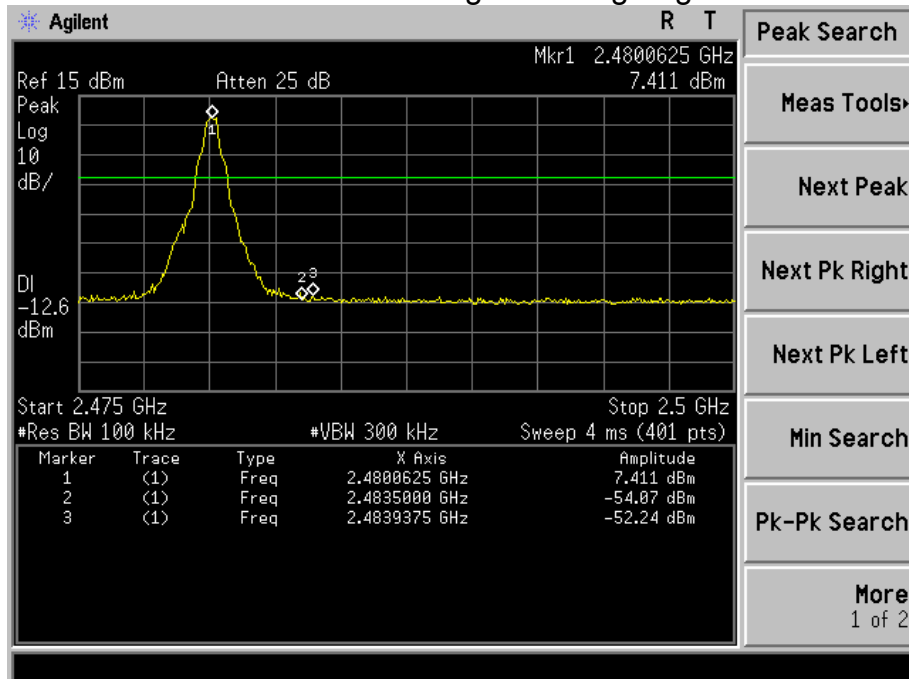 Agilent
R T
Peak Search
Mkr1 2.4800625 GHz
Ref 15 dBm Atten 25 dB 7.411 dBm
Peak
Log
10
dB/
DI
-12.6
dBm
1
2
3
Start 2.475 GHz Stop 2.5 GHz
#Res BW 100 kHz #VBW 300 kHz Sweep 4 ms (401 pts)
Marker Trace Type X Axis Amplitude
1 (1) Freq 2.4800625 GHz 7.411 dBm
2 (1) Freq 2.4835000 GHz -54.07 dBm
3 (1) Freq 2.4839375 GHz -52.24 dBm
Meas Tools
Next Peak
Next Pk Right
Next Pk Left
Min Search
Pk-Pk Search
More
1 of 2